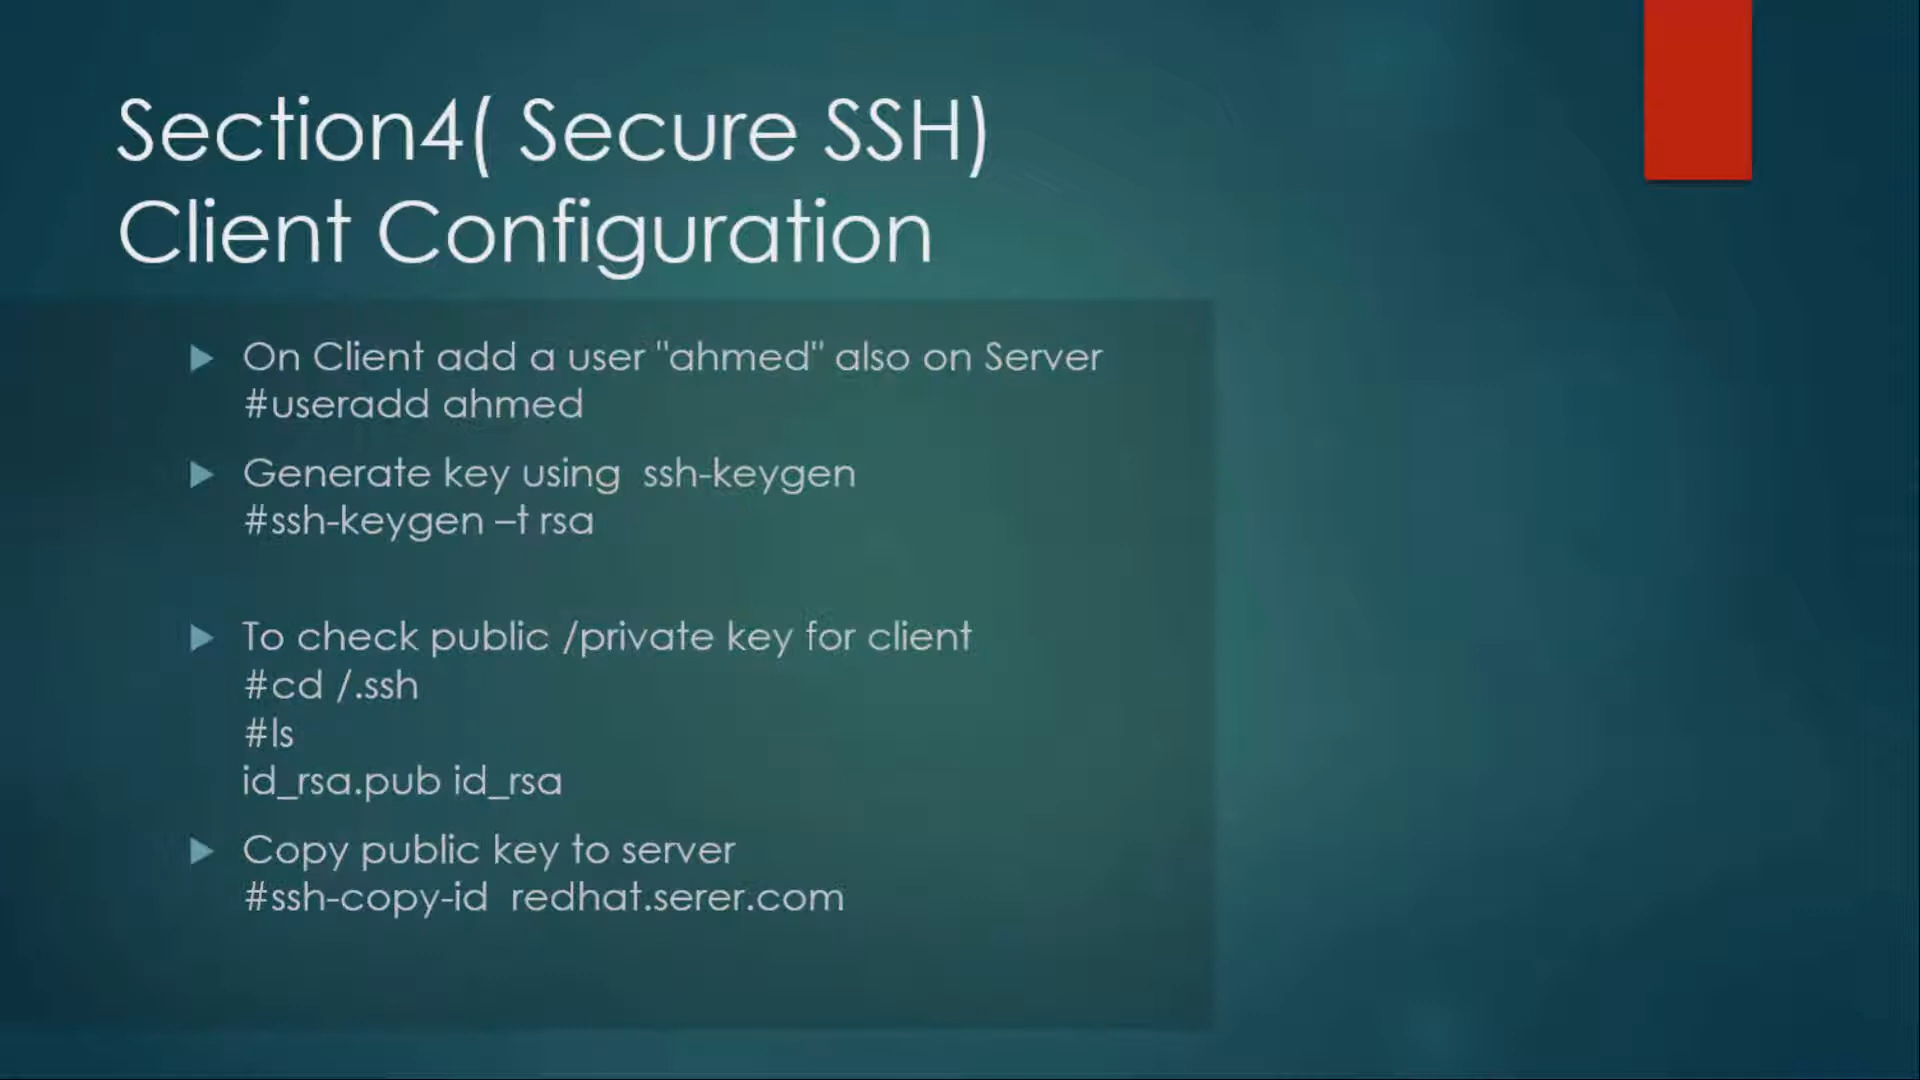 Section4( Secure SSH)
Client Configuration
On Client add a user "ahmed" also on Server
#useradd ahmed
Generate key using  ssh-keygen
#ssh-keygen –t rsa
To check public /private key for client
#cd /.ssh
#ls
id_rsa.pub id_rsa
Copy public key to server
#ssh-copy-id  redhat.serer.com